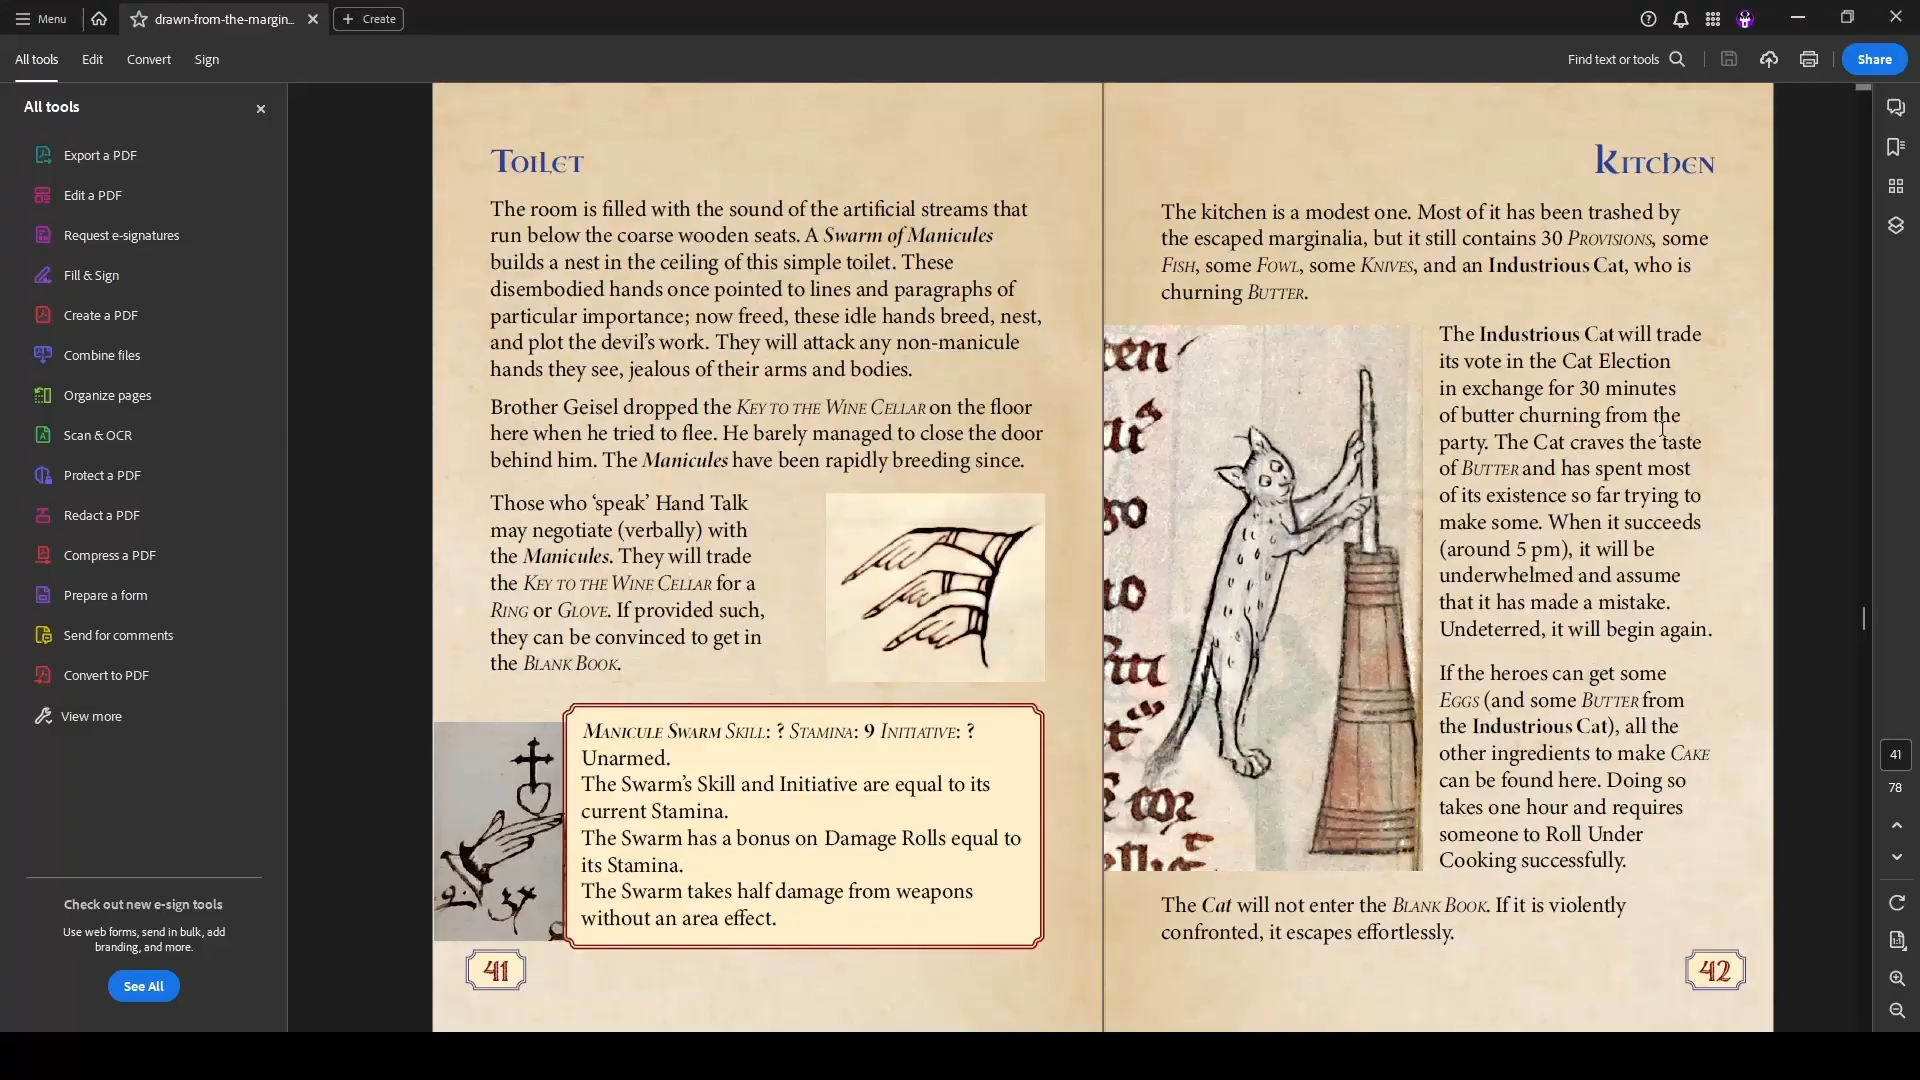 Menu
drawn-from-the-margin...
Create
All tools
Edit
Convert
Sign
Find text or tools
Share
All tools
Export a PDF
Edit a PDF
Request e-signatures
Fill & Sign
Create a PDF
Combine files
Organize pages
Scan & OCR
Protect a PDF
Redact a PDF
Compress a PDF
Prepare a form
Send for comments
Convert to PDF
View more
Check out new e-sign tools
Use web forms, send in bulk, add
branding, and more.
See All
Toilet
The room is filled with the sound of the artificial streams that
run below the coarse wooden seats. A Swarm of Manicules
builds a nest in the ceiling of this simple toilet. These
disembodied hands once pointed to lines and paragraphs of
particular importance; now freed, these idle hands breed, nest,
and plot the devil's work. They will attack any non-manicule
hands they see, jealous of their arms and bodies.
Brother Geisel dropped the Key to the Wine Cellar on the floor
here when he tried to flee. He barely managed to close the door
behind him. The Manicules have been rapidly breeding since.
Those who ‘speak’ Hand Talk
may negotiate (verbally) with
the Manicules. They will trade
the Key to the Wine Cellar for a
Ring or Glove. If provided such,
they can be convinced to get in
the Blank Book.
Manicule Swarm Skill: ? Stamina: 9 Initiative: ?
Unarmed.
The Swarm's Skill and Initiative are equal to its
current Stamina.
The Swarm has a bonus on Damage Rolls equal to
its Stamina.
The Swarm takes half damage from weapons
without an area effect.
41
Kitchen
The kitchen is a modest one. Most of it has been trashed by
the escaped marginalia, but it still contains 30 Provisions, some
Fish, some Fowl, some Knives, and an Industrious Cat, who is
churning Butter.
The Industrious Cat will trade
its vote in the Cat Election
in exchange for 30 minutes
of butter churning from the
party. The Cat craves the taste
of Butter and has spent most
of its existence so far trying to
make some. When it succeeds
(around 5 pm), it will be
underwhelmed and assume
that it has made a mistake.
Undeterred, it will begin again.
If the heroes can get some
Eggs (and some Butter from
the Industrious Cat), all the
other ingredients to make Cake
can be found here. Doing so
takes one hour and requires
someone to Roll Under
Cooking successfully.
The Cat will not enter the Blank Book. If it is violently
confronted, it escapes effortlessly.
42
41
78